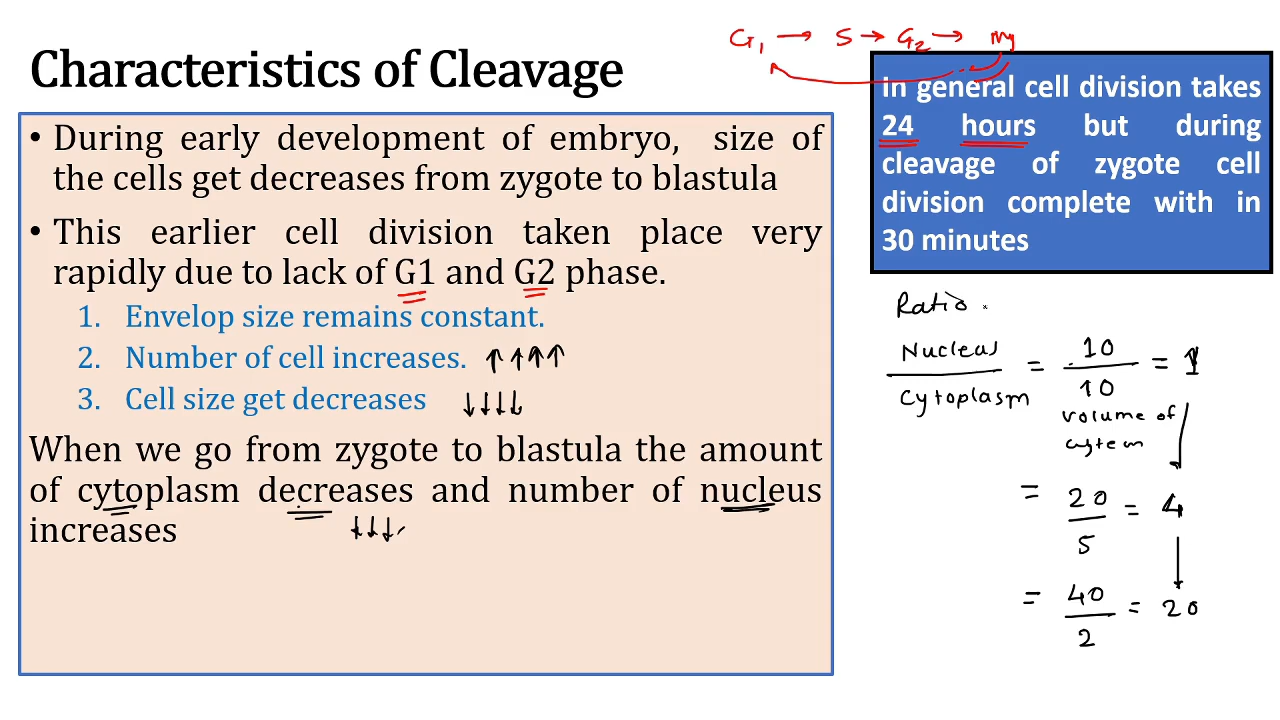 G1 → S → G2 → M
Characteristics of Cleavage
• During early development of embryo, size of
the cells get decreases from zygote to blastula
• This earlier cell division taken place very
rapidly due to lack of G1 and G2 phase.
1. Envelop size remains constant.
2. Number of cell increases. ↑↑↑↑
3. Cell size get decreases ↓↓↓↓
When we go from zygote to blastula the amount
of cytoplasm decreases and number of nucleus
increases ↓↓↓
In general cell division takes
24 hours but during
cleavage of zygote cell
division complete with in
30 minutes
Ratio
Nucleus
Cytoplasm
= 10
10
= 1
volume of
= 20
5
= 4
= 40
2
= 20